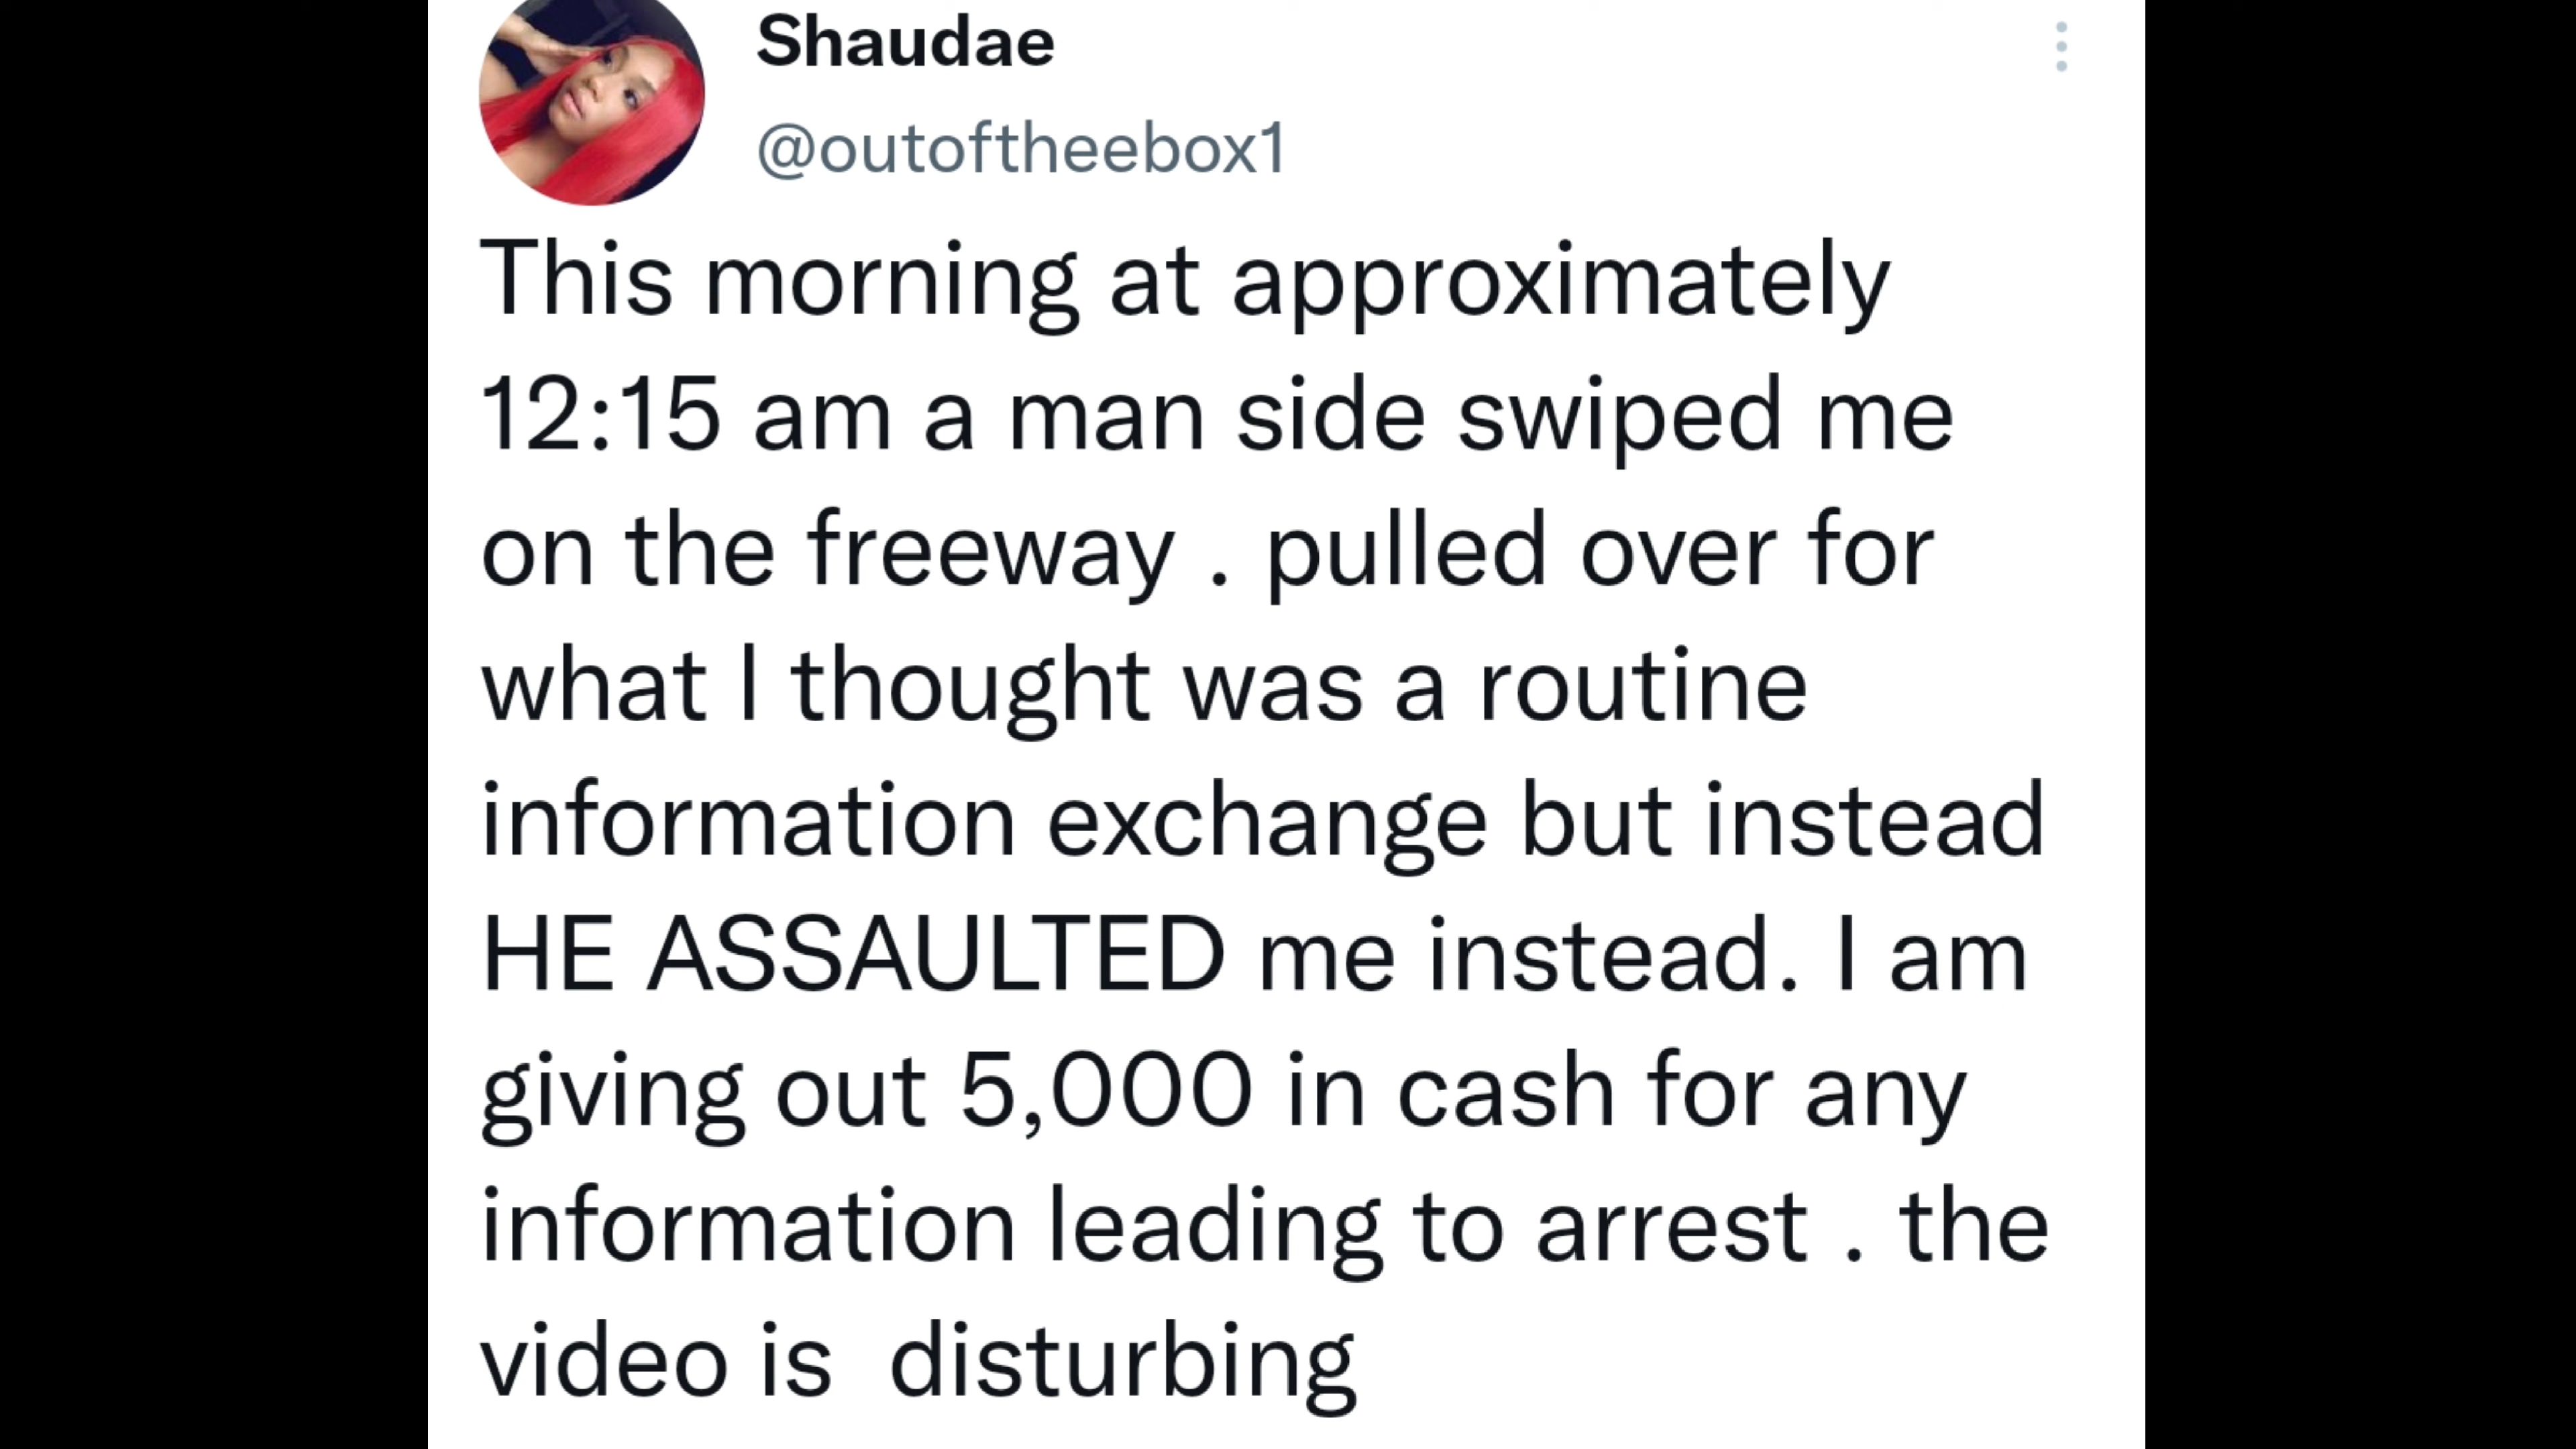 Shaudae
@outoftheebox1
This morning at approximately
12:15 am a man side swiped me
on the freeway . pulled over for
what I thought was a routine
information exchange but instead
HE ASSAULTED me instead. I am
giving out 5,000 in cash for any
information leading to arrest . the
video is  disturbing